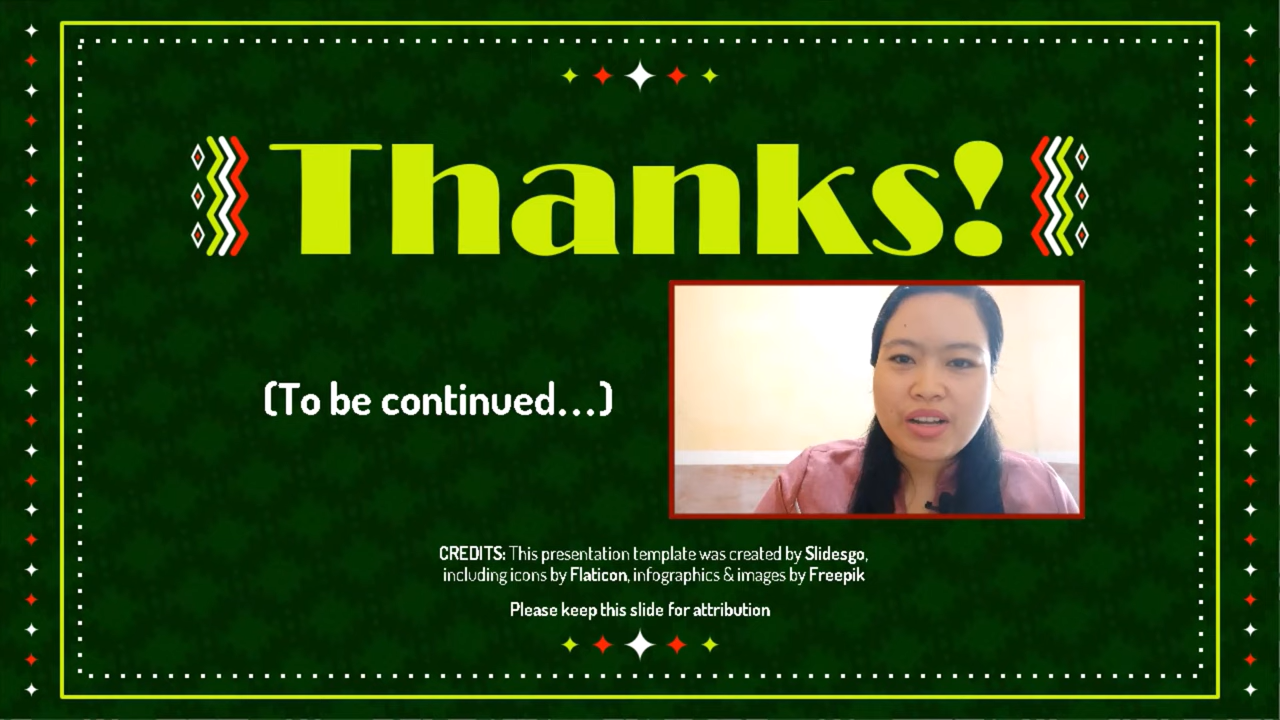 Thanks!
(To be continued...)
CREDITS: This presentation template was created by Slidesgo,
including icons by Flaticon, infographics & images by Freepik
Please keep this slide for attribution